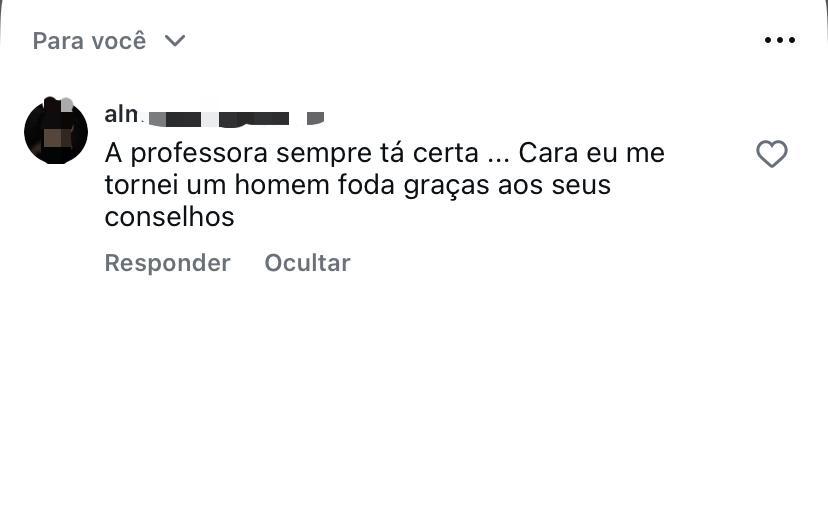 Para você
aln.
A professora sempre tá certa ... Cara eu me
tornei um homem foda graças aos seus
conselhos
Responder Ocultar